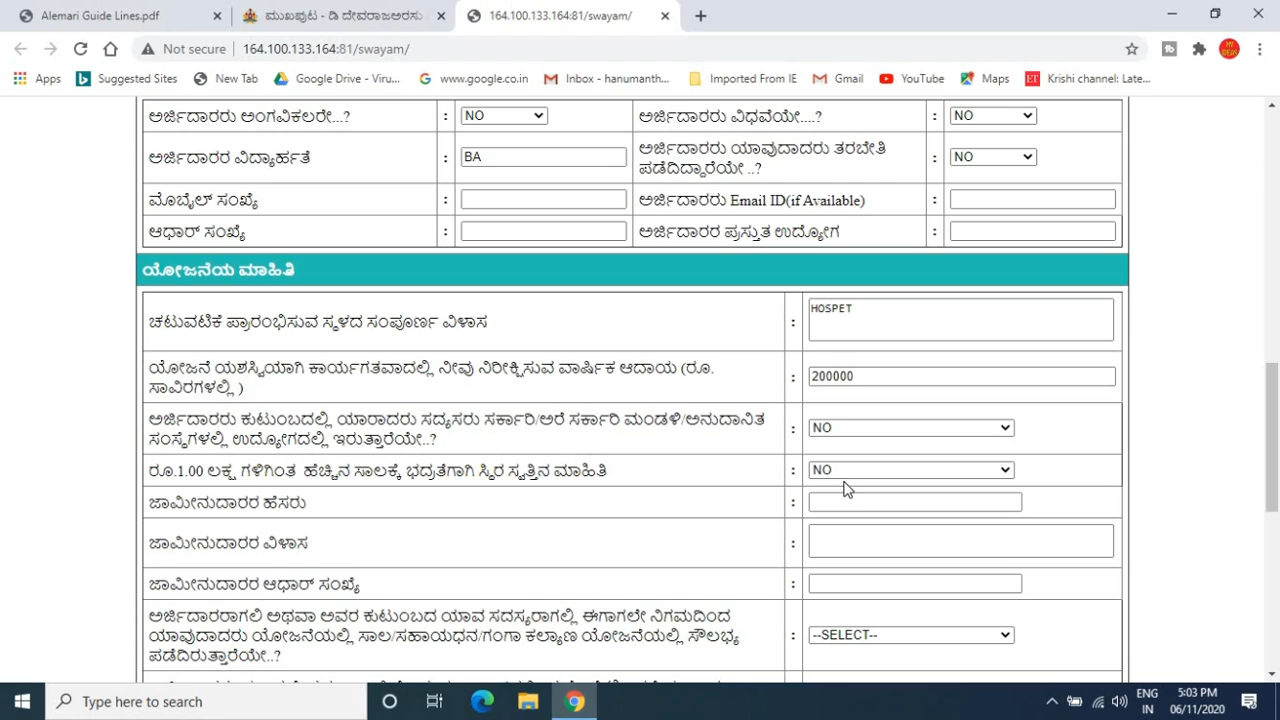 Alemari Guide Lines.pdf
ಮುಖಪುಟ - ಡಿ ದೇವರಾಜಅರಸು
164.100.133.164:81/swayam/
Not secure
164.100.133.164:81/swayam/
Apps
Suggested Sites
New Tab
Google Drive - Viru...
www.google.co.in
Inbox - hanumanth...
Imported From IE
Gmail
YouTube
Maps
Krishi channel: Late...
ಅರ್ಜಿದಾರರು ಅಂಗವಿಕಲರೇ...? : NO ಅರ್ಜಿದಾರರು ವಿಧವೆಯೇ....? : NO
ಅರ್ಜಿದಾರರ ವಿದ್ಯಾರ್ಹತೆ : BA ಅರ್ಜಿದಾರರು ಯಾವುದಾದರು ತರಬೇತಿ
ಪಡೆದಿದ್ದಾರೆಯೇ ..? : NO
ಮೊಬೈಲ್ ಸಂಖ್ಯೆ : ಅರ್ಜಿದಾರರು Email ID(if Available) :
ಆಧಾರ್ ಸಂಖ್ಯೆ : ಅರ್ಜಿದಾರರ ಪ್ರಸ್ತುತ ಉದ್ಯೋಗ :
ಯೋಜನೆಯ ಮಾಹಿತಿ
ಚಟುವಟಿಕೆ ಪ್ರಾರಂಭಿಸುವ ಸ್ಥಳದ ಸಂಪೂರ್ಣ ವಿಳಾಸ : HOSPET
ಯೋಜನೆ ಯಶಸ್ವಿಯಾಗಿ ಕಾರ್ಯಗತವಾದಲ್ಲಿ ನೀವು ನಿರೀಕ್ಷಿಸುವ ವಾರ್ಷಿಕ ಆದಾಯ (ರೂ.
ಸಾವಿರಗಳಲ್ಲಿ ) : 200000
ಅರ್ಜಿದಾರರು ಕುಟುಂಬದಲ್ಲಿ ಯಾರಾದರು ಸದ್ಯಸರು ಸರ್ಕಾರಿ/ಅರೆ ಸರ್ಕಾರಿ ಮಂಡಳಿ/ಅನುದಾನಿತ
ಸಂಸ್ಥೆಗಳಲ್ಲಿ ಉದ್ಯೋಗದಲ್ಲಿ ಇರುತ್ತಾರೆಯೇ..? : NO
ರೂ.1.00 ಲಕ್ಷ ಗಳಿಗಿಂತ ಹೆಚ್ಚಿನ ಸಾಲಕ್ಕೆ ಭದ್ರತೆಗಾಗಿ ಸ್ಥಿರ ಸ್ವತ್ತಿನ ಮಾಹಿತಿ : NO
ಜಾಮೀನುದಾರರ ಹೆಸರು :
ಜಾಮೀನುದಾರರ ವಿಳಾಸ :
ಜಾಮೀನುದಾರರ ಆಧಾರ್ ಸಂಖ್ಯೆ :
ಅರ್ಜಿದಾರರಾಗಲಿ ಅಥವಾ ಅವರ ಕುಟುಂಬದ ಯಾವ ಸದಸ್ಯರಾಗಲ್ಲಿ ಈಗಾಗಲೇ ನಿಗಮದಿಂದ
ಯಾವುದಾದರು ಯೋಜನೆಯಲ್ಲಿ ಸಾಲ/ಸಹಾಯಧನ/ಗಂಗಾ ಕಲ್ಯಾಣ ಯೋಜನೆಯಲ್ಲಿ ಸೌಲಭ್ಯ
ಪಡೆದಿರುತ್ತಾರೆಯೇ..? : --SELECT--
Type here to search
ENG
IN
5:03 PM
06/11/2020